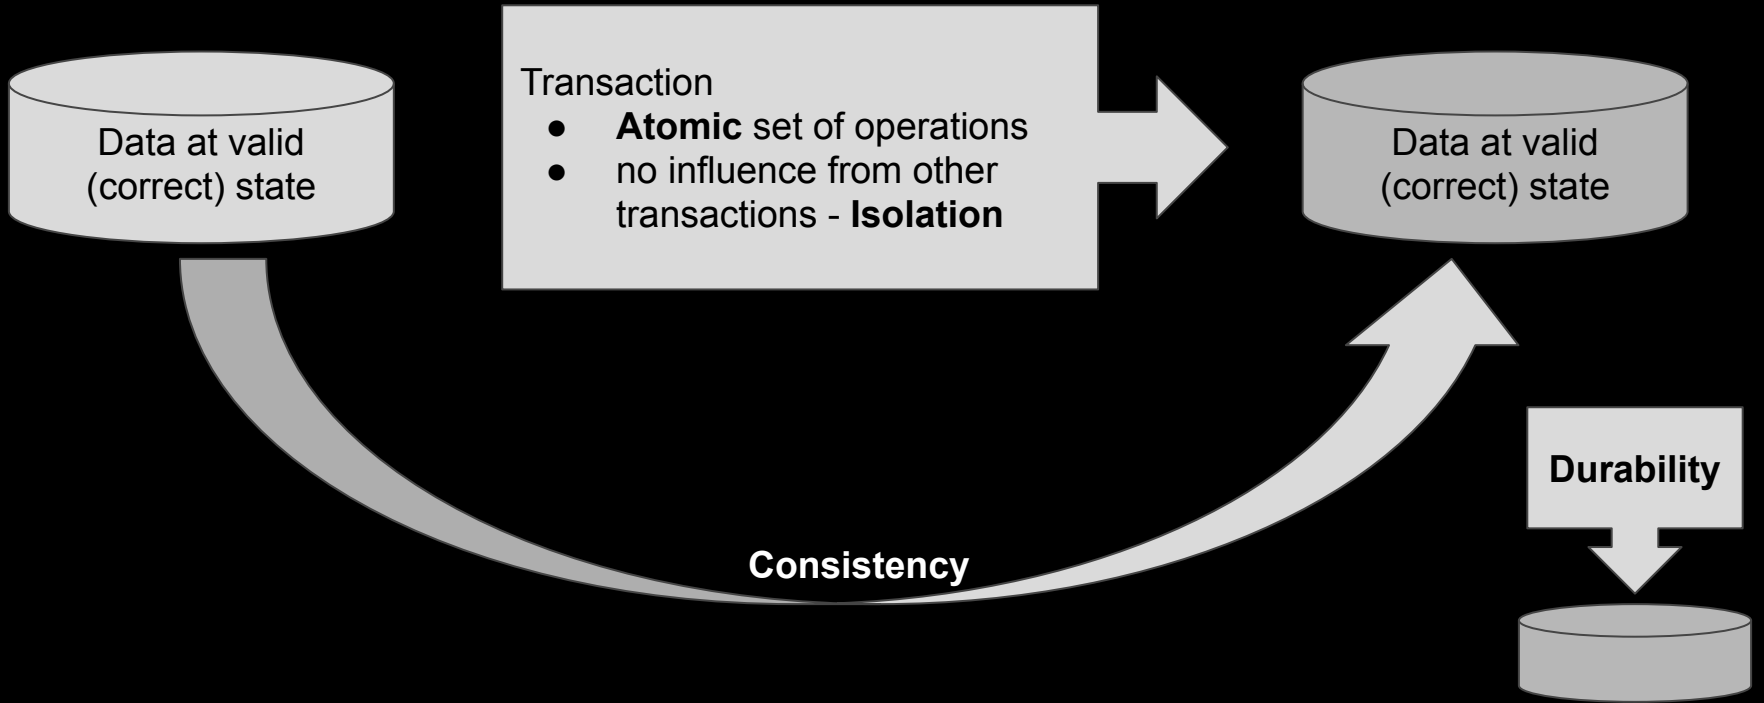 Data at valid
(correct) state
Transaction
● Atomic set of operations
● no influence from other
transactions - Isolation
Data at valid
(correct) state
Consistency
Durability